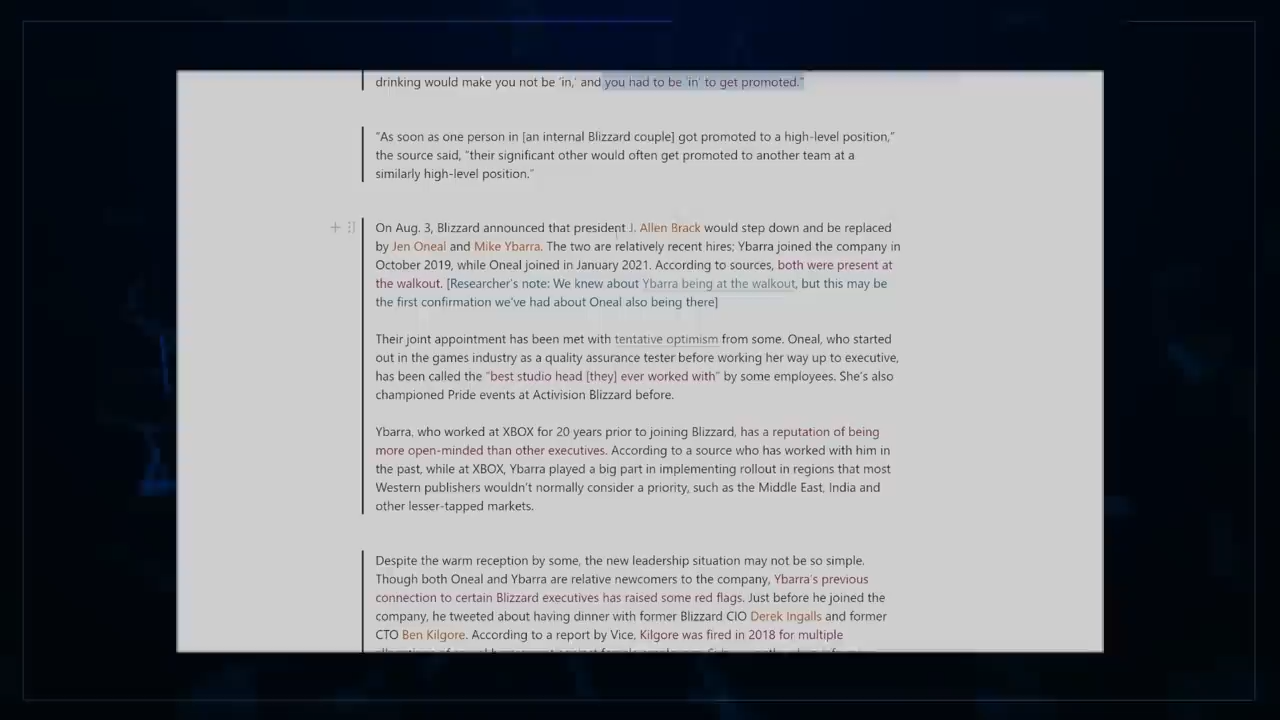 drinking would make you not be 'in,' and you had to be 'in' to get promoted."
"As soon as one person in [an internal Blizzard couple] got promoted to a high-level position,"
the source said, "their significant other would often get promoted to another team at a
similarly high-level position."
On Aug. 3, Blizzard announced that president J. Allen Brack would step down and be replaced
by Jen Oneal and Mike Ybarra. The two are relatively recent hires; Ybarra joined the company in
October 2019, while Oneal joined in January 2021. According to sources, both were present at
the walkout. [Researcher's note: We knew about Ybarra being at the walkout, but this may be
the first confirmation we've had about Oneal also being there]
Their joint appointment has been met with tentative optimism from some. Oneal, who started
out in the games industry as a quality assurance tester before working her way up to executive,
has been called the "best studio head [they] ever worked with" by some employees. She's also
championed Pride events at Activision Blizzard before.
Ybarra, who worked at XBOX for 20 years prior to joining Blizzard, has a reputation of being
more open-minded than other executives. According to a source who has worked with him in
the past, while at XBOX, Ybarra played a big part in implementing rollout in regions that most
Western publishers wouldn't normally consider a priority, such as the Middle East, India and
other lesser-tapped markets.
Despite the warm reception by some, the new leadership situation may not be so simple.
Though both Oneal and Ybarra are relative newcomers to the company, Ybarra's previous
connection to certain Blizzard executives has raised some red flags. Just before he joined the
company, he tweeted about having dinner with former Blizzard CIO Derek Ingalls and former
CTO Ben Kilgore. According to a report by Vice, Kilgore was fired in 2018 for multiple